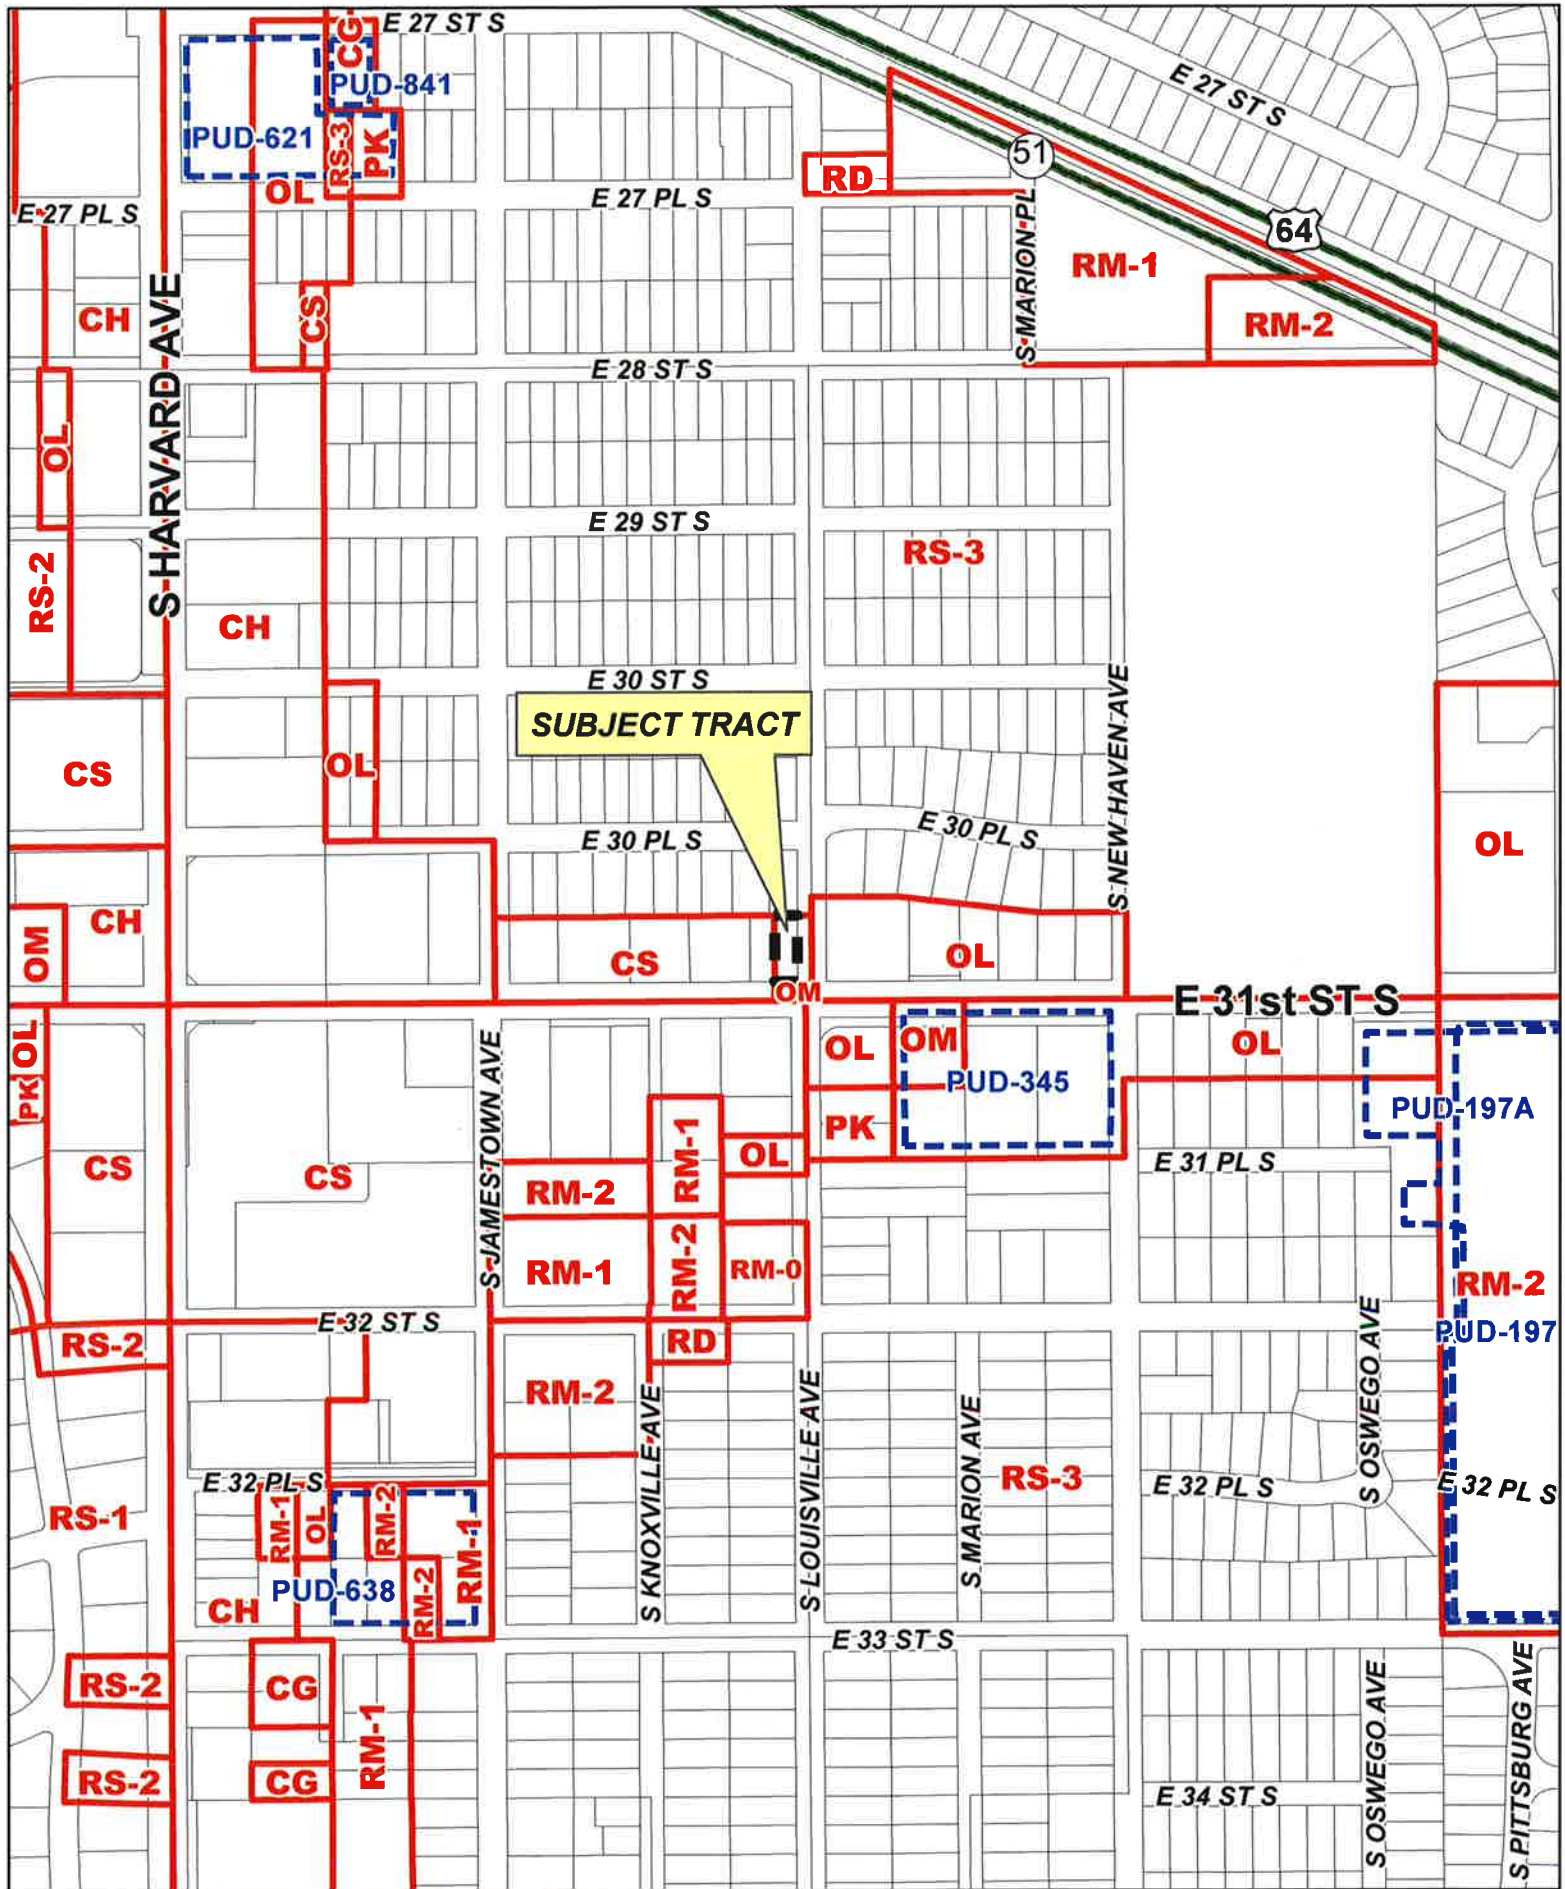 E 27 ST S
CG
PUD-841
E 27 ST S
PUD-621
RS-3
PK
51
RD
OL
E 27 PL S
E 27 PL S
64
S MARION PL
RM-1
CH
CS
RM-2
S HARVARD AVE
E 28 ST S
OL
E 29 ST S
RS-3
RS-2
CH
E 30 ST S
SUBJECT TRACT
S NEW HAVEN AVE
CS
OL
E 30 PL S
E 30 PL S
OL
CH
OM
CS
OL
OM
E 31st ST S
OL
OL
OM
OL
PK
PUD-345
PUD-197A
S JAMESTOWN AVE
PK
RM-1
OL
CS
CS
RM-2
E 31 PL S
RM-1
RM-2
RM-0
RM-2
E 32 ST S
PUD-197
RS-2
RD
RM-2
S KNOXVILLE AVE
S LOUISVILLE AVE
S MARION AVE
S OSWEGO AVE
RS-3
E 32 PL S
E 32 PL S
E 32 PL S
RS-1
RM-1
OL
RM-2
RM-1
PUD-638
RM-2
CH
E 33 ST S
RS-2
CG
RM-1
S OSWEGO AVE
S PITTSBURG AVE
RS-2
CG
E 34 ST S